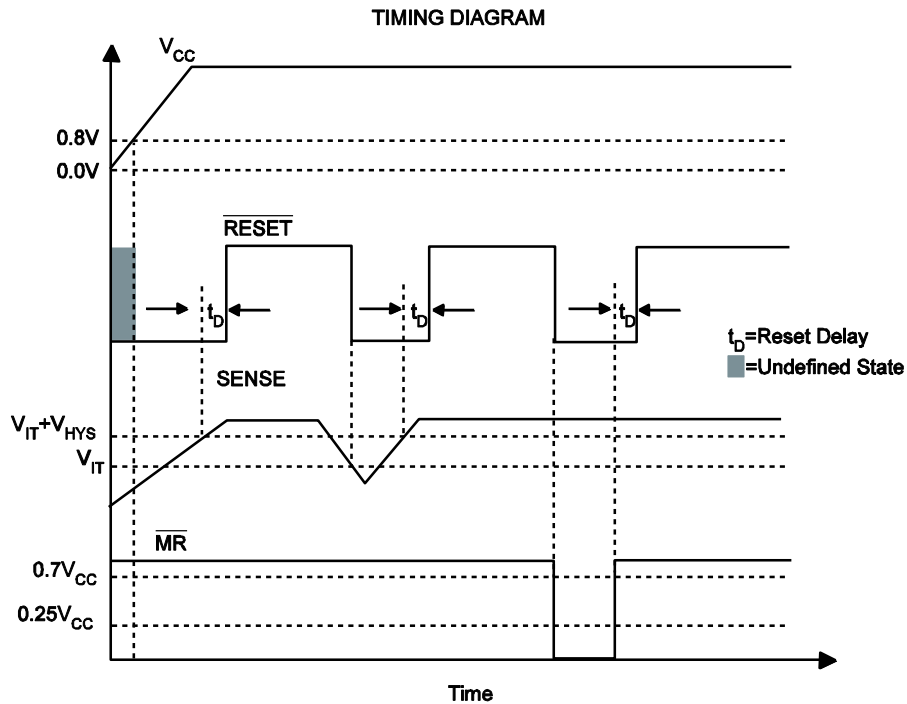 TIMING DIAGRAM
VCC
0.8V
0.0V
RESET
tD
tD
tD
tD=Reset Delay
=Undefined State
SENSE
VIT+VHYS
VIT
MR
0.7VCC
0.25VCC
Time